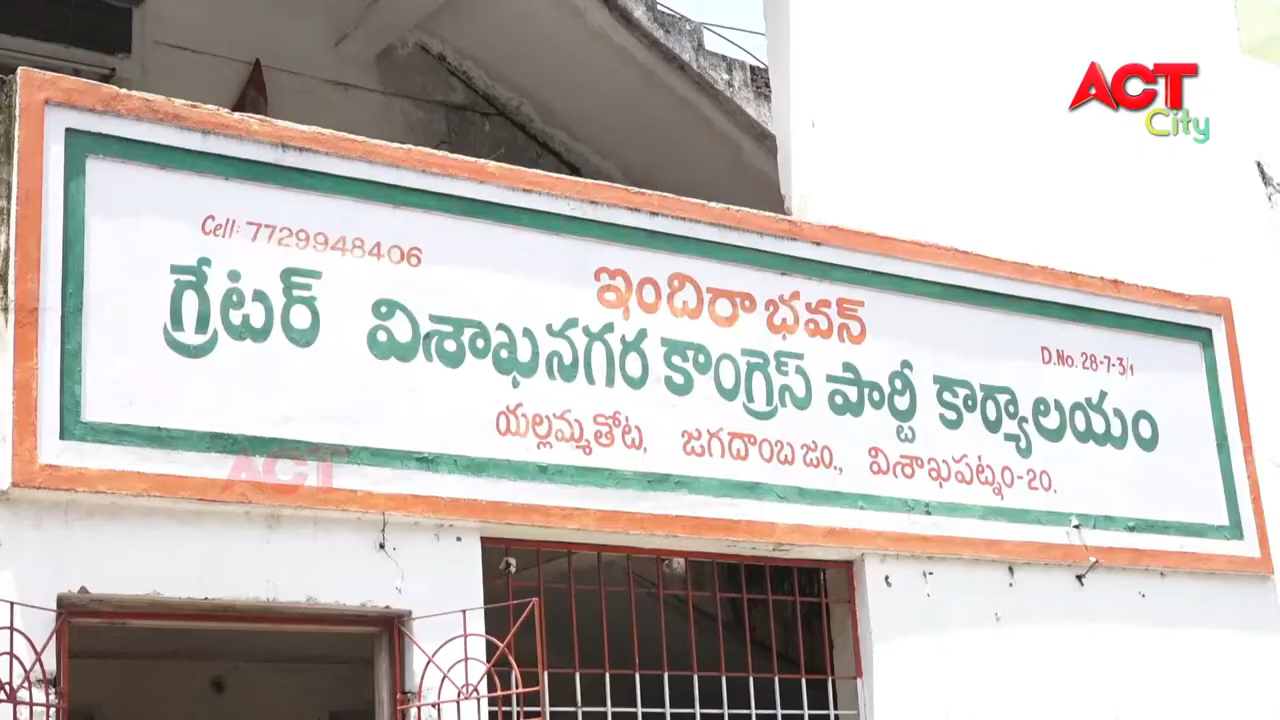 ACT
City
Cell: 7729948406
ఇందిరా భవన్
D.No. 28-7-3/1
గ్రేటర్ విశాఖనగర కాంగ్రెస్ పార్టీ కార్యాలయం
యల్లమ్మతోట, జగదాంబ జం., విశాఖపట్నం-20.
ACT